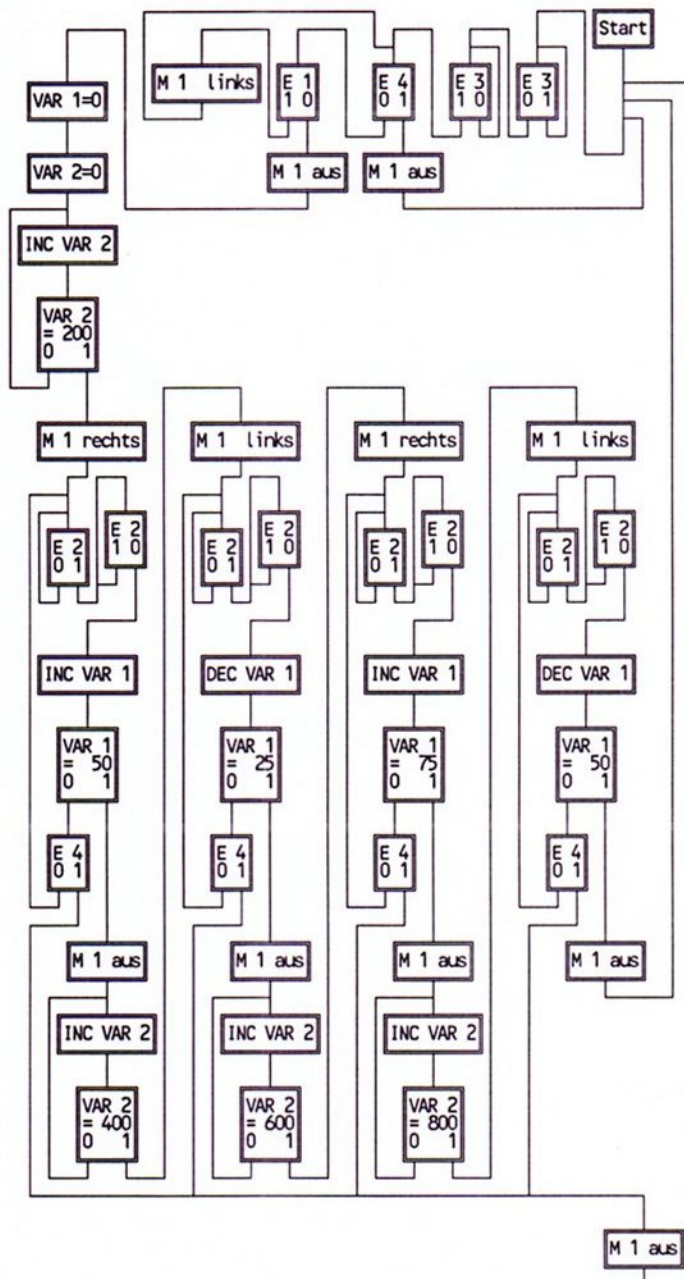 Start
M 1 links
E 1
1 0
E 4
0 1
E 3
1 0
E 3
0 1
VAR 1=0
M 1 aus
M 1 aus
VAR 2=0
INC VAR 2
VAR 2
= 200
0 1
M 1 rechts
M 1 links
M 1 rechts
M 1 links
E 2
0 1
E 2
1 0
E 2
0 1
E 2
1 0
E 2
0 1
E 2
1 0
E 2
0 1
E 2
1 0
INC VAR 1
DEC VAR 1
INC VAR 1
DEC VAR 1
VAR 1
= 50
0 1
VAR 1
= 25
0 1
VAR 1
= 75
0 1
VAR 1
= 50
0 1
E 4
0 1
E 4
0 1
E 4
0 1
E 4
0 1
M 1 aus
M 1 aus
M 1 aus
M 1 aus
INC VAR 2
INC VAR 2
INC VAR 2
VAR 2
= 400
0 1
VAR 2
= 600
0 1
VAR 2
= 800
0 1
M 1 aus